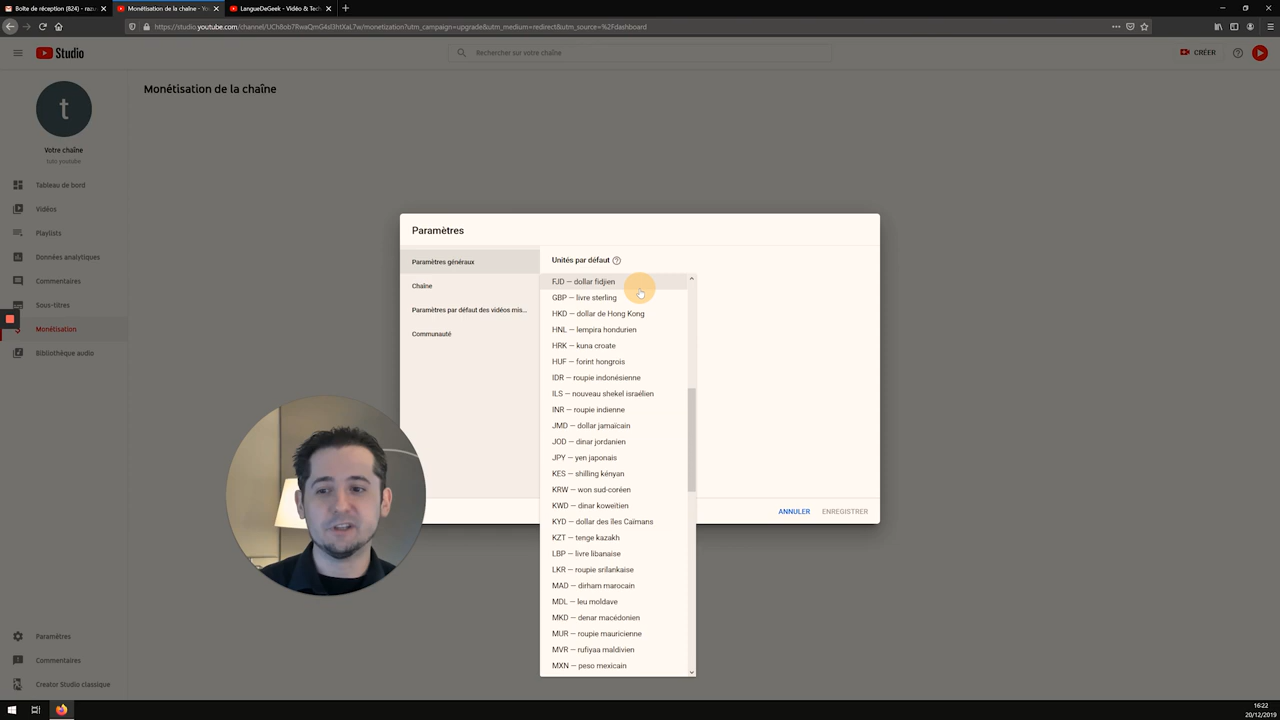 Boîte de réception (824) - razu
Monétisation de la chaîne - You
LangueDeGeek - Vidéo & Tech
https://studio.youtube.com/channel/UCh8ob7RwaQmG4sl3htXaL7w/monetization?utm_campaign=upgrade&utm_medium=redirect&utm_source=%2Fdashboard
Studio
Rechercher sur votre chaîne
CRÉER
t
Votre chaîne
tuto youtube
Tableau de bord
Vidéos
Playlists
Données analytiques
Commentaires
Sous-titres
Monétisation
Bibliothèque audio
Paramètres
Commentaires
Creator Studio classique
Monétisation de la chaîne
Paramètres
Paramètres généraux
Chaîne
Paramètres par défaut des vidéos mis...
Communauté
Unités par défaut
FJD — dollar fidjien
GBP — livre sterling
HKD — dollar de Hong Kong
HNL — lempira hondurien
HRK — kuna croate
HUF — forint hongrois
IDR — roupie indonésienne
ILS — nouveau shekel israélien
INR — roupie indienne
JMD — dollar jamaïcain
JOD — dinar jordanien
JPY — yen japonais
KES — shilling kényan
KRW — won sud-coréen
KWD — dinar koweïtien
KYD — dollar des îles Caïmans
KZT — tenge kazakh
LBP — livre libanaise
LKR — roupie srilankaise
MAD — dirham marocain
MDL — leu moldave
MKD — denar macédonien
MUR — roupie mauricienne
MVR — rufiyaa maldivien
MXN — peso mexicain
ANNULER
ENREGISTRER
16:22
20/12/2019